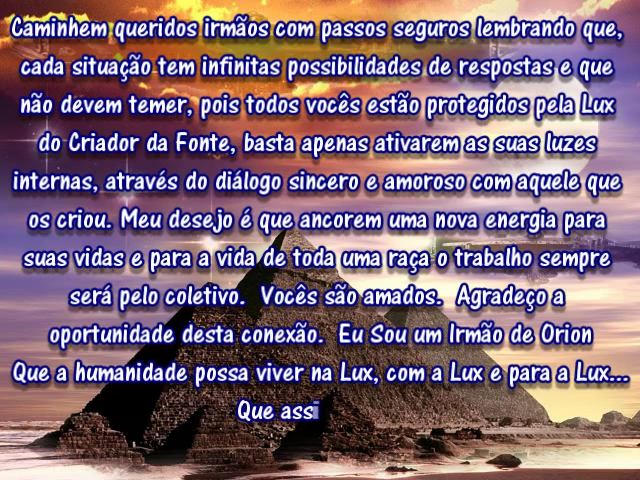 Caminhem queridos irmãos com passos seguros lembrando que,
cada situação tem infinitas possibilidades de respostas e que
não devem temer, pois todos vocês estão protegidos pela Lux
do Criador da Fonte, basta apenas ativarem as suas luzes
internas, através do diálogo sincero e amoroso com aquele que
os criou. Meu desejo é que ancorem uma nova energia para
suas vidas e para a vida de toda uma raça o trabalho sempre
será pelo coletivo. Vocês são amados. Agradeço a
oportunidade desta conexão. Eu Sou um Irmão de Orion
Que a humanidade possa viver na Lux, com a Lux e para a Lux...
Que ass